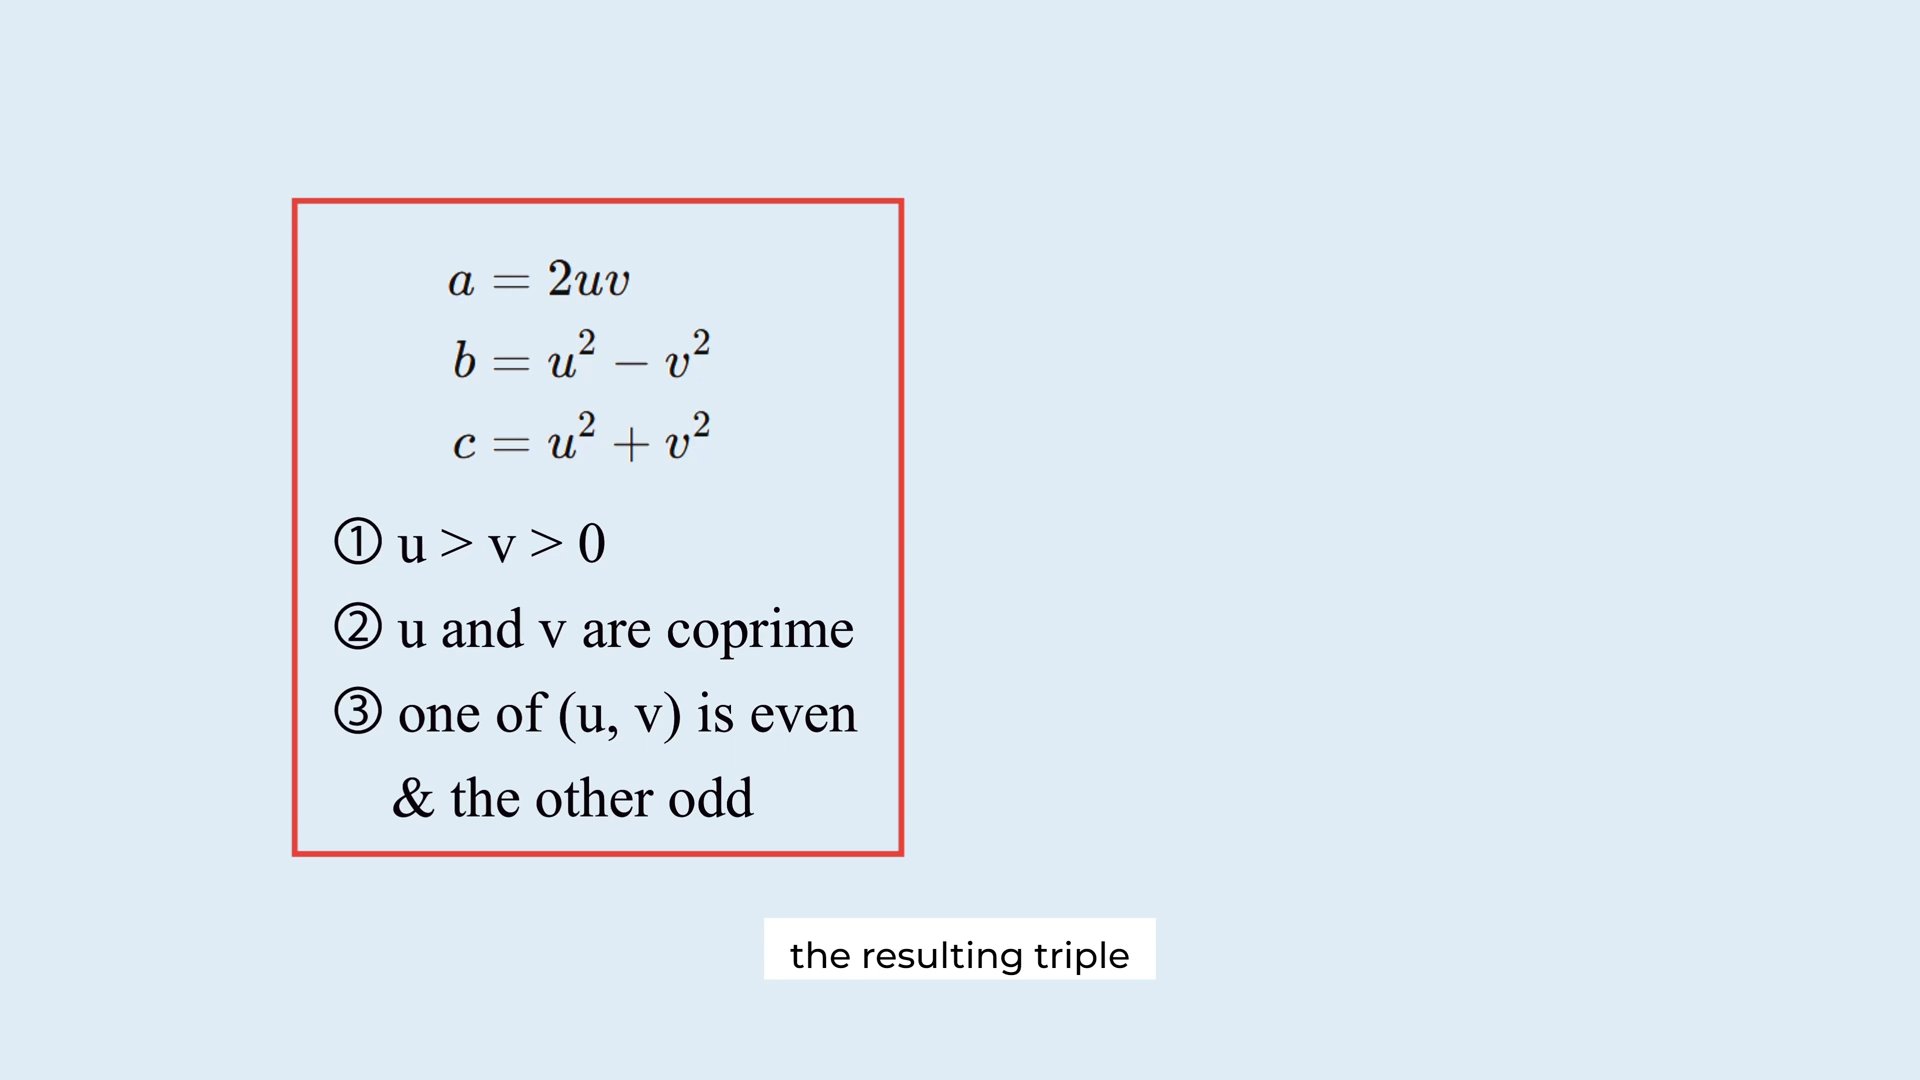 a = 2uv
b = u² − v²
c = u² + v²
① u > v > 0
② u and v are coprime
③ one of (u, v) is even
& the other odd
the resulting triple